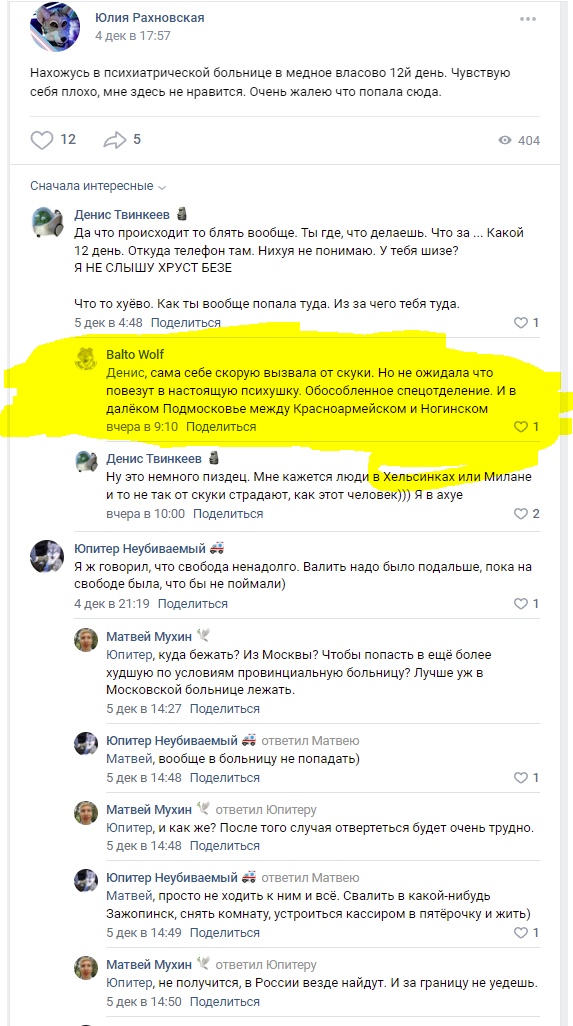 Юлия Рахновская
4 дек в 17:57
Нахожусь в психиатрической больнице в медное власово 12й день. Чувствую
себя плохо, мне здесь не нравится. Очень жалею что попала сюда.
12 5 404
Сначала интересные
Денис Твинкеев
Да что происходит то блять вообще. Ты где, что делаешь. Что за ... Какой
12 день. Откуда телефон там. Нихуя не понимаю. У тебя шизе?
Я НЕ СЛЫШУ ХРУСТ БЕЗЕ
Что то хуёво. Как ты вообще попала туда. Из за чего тебя туда.
5 дек в 4:48 Поделиться 1
Balto Wolf
Денис, сама себе скорую вызвала от скуки. Но не ожидала что
повезут в настоящую психушку. Обособленное спецотделение. И в
далёком Подмосковье между Красноармейском и Ногинском
вчера в 9:10 Поделиться 1
Денис Твинкеев
Ну это немного пиздец. Мне кажется люди в Хельсинках или Милане
и то не так от скуки страдают, как этот человек))) Я в ахуе
вчера в 10:00 Поделиться 2
Юпитер Неубиваемый
Я ж говорил, что свобода ненадолго. Валить надо было подальше, пока на
свободе была, что бы не поймали)
4 дек в 21:19 Поделиться 1
Матвей Мухин
Юпитер, куда бежать? Из Москвы? Чтобы попасть в ещё более
худшую по условиям провинциальную больницу? Лучше уж в
Московской больнице лежать.
5 дек в 14:27 Поделиться
Юпитер Неубиваемый ответил Матвею
Матвей, вообще в больницу не попадать)
5 дек в 14:48 Поделиться 1
Матвей Мухин ответил Юпитеру
Юпитер, и как же? После того случая отвертеться будет очень трудно.
5 дек в 14:48 Поделиться
Юпитер Неубиваемый ответил Матвею
Матвей, просто не ходить к ним и всё. Свалить в какой-нибудь
Зажопинск, снять комнату, устроиться кассиром в пятёрочку и жить)
5 дек в 14:49 Поделиться 1
Матвей Мухин ответил Юпитеру
Юпитер, не получится, в России везде найдут. И за границу не уедешь.
5 дек в 14:50 Поделиться